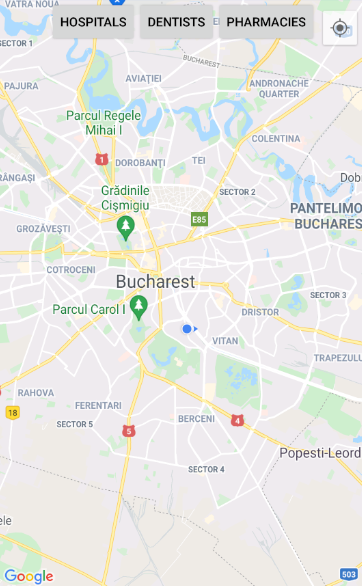 VATRA NOUĂ
HOSPITALS
DENTISTS
PHARMACIES
SECTOR 1
BUCHAREST
AVIAȚIEI
PAJURA
ANDRONACHE
QUARTER
Parcul Regele
Mihai I
COLENTINA
1
DOROBANȚI
TEI
RÂNGAȘI
Dob
Grădinile
Cișmigiu
SECTOR 2
PANTELIMO
BUCHARES
E85
GROZĂVEȘTI
COTROCENI
Bucharest
SECTOR 3
Parcul Carol I
DRISTOR
VITAN
TRAPEZULU
RAHOVA
FERENTARI
18
BERCENI
4
SECTOR 5
5
Popesti-Leord
SECTOR 4
ele
Google
503